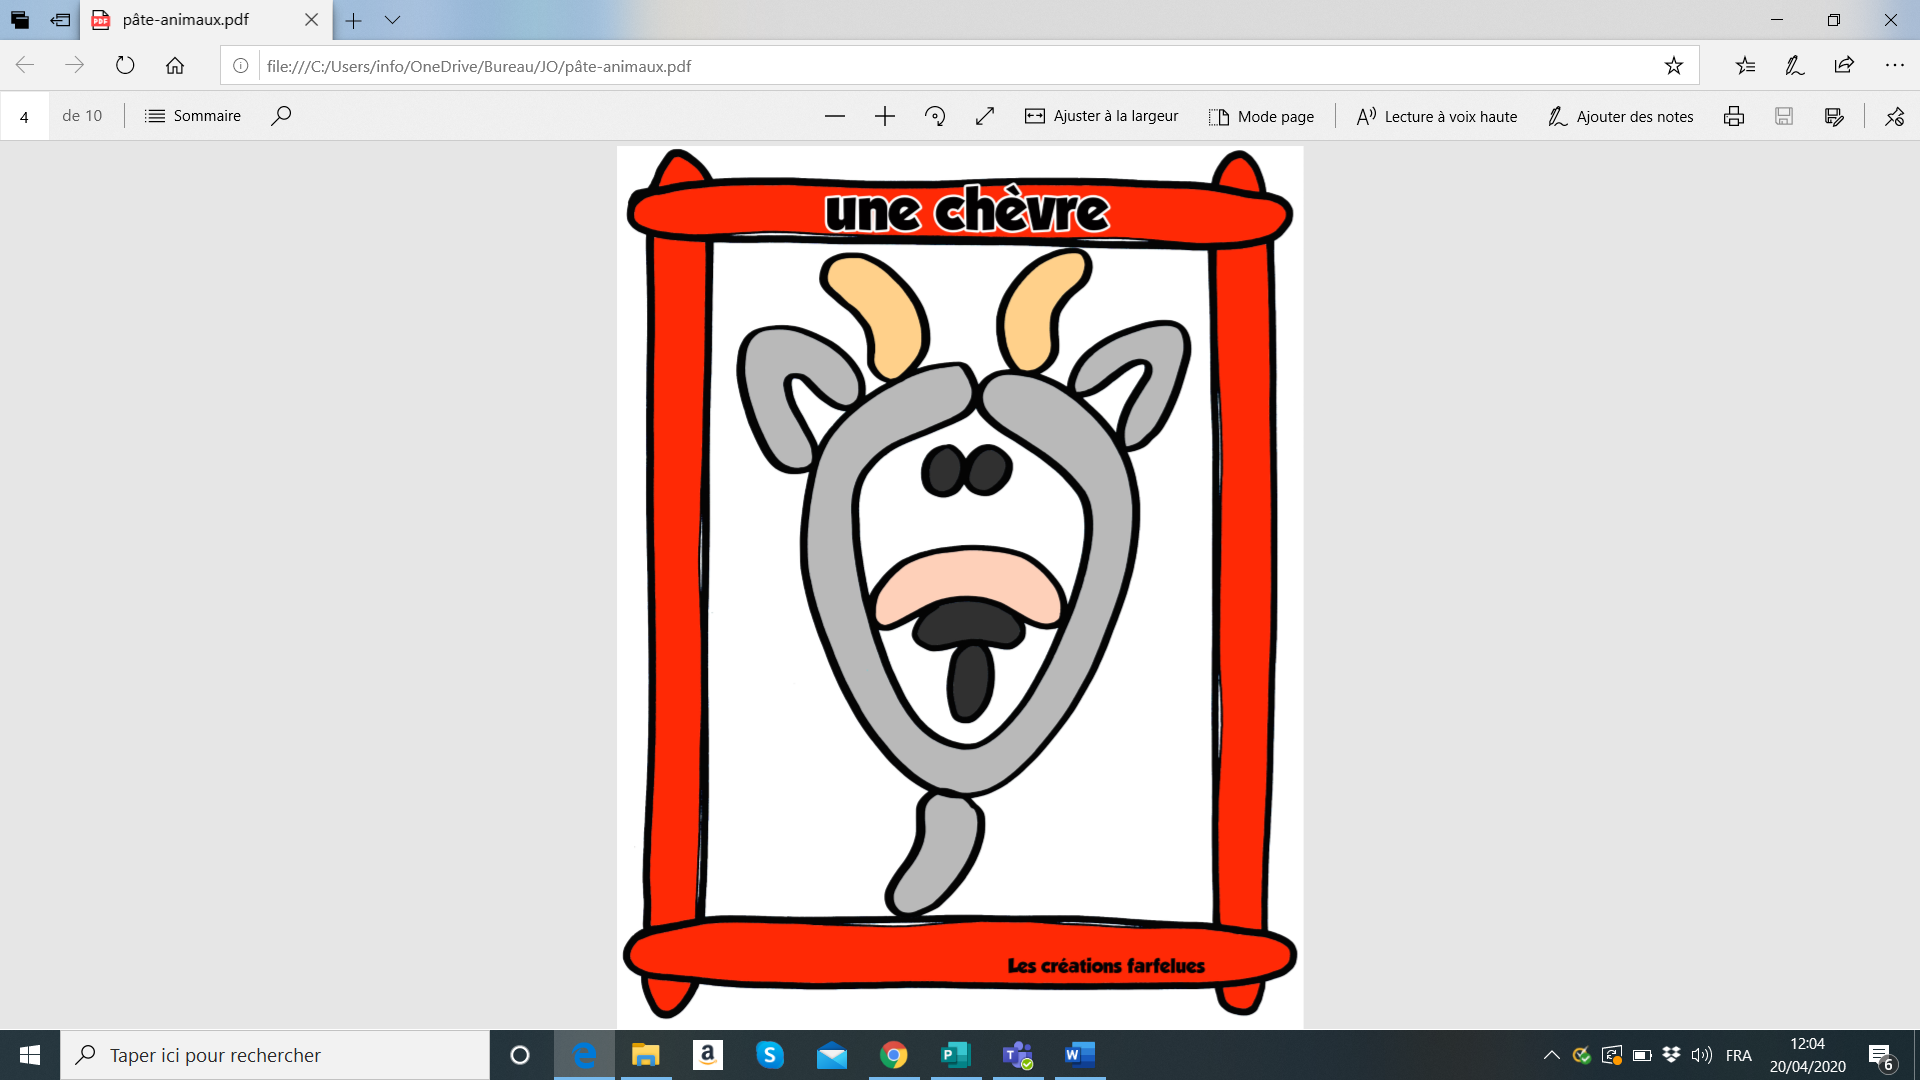 pâte-animaux.pdf
file:///C:/Users/info/OneDrive/Bureau/JO/pâte-animaux.pdf
4 de 10 Sommaire Ajuster à la largeur Mode page Lecture à voix haute Ajouter des notes
une chèvre
Les créations farfelues
Taper ici pour rechercher
FRA
12:04
20/04/2020
6